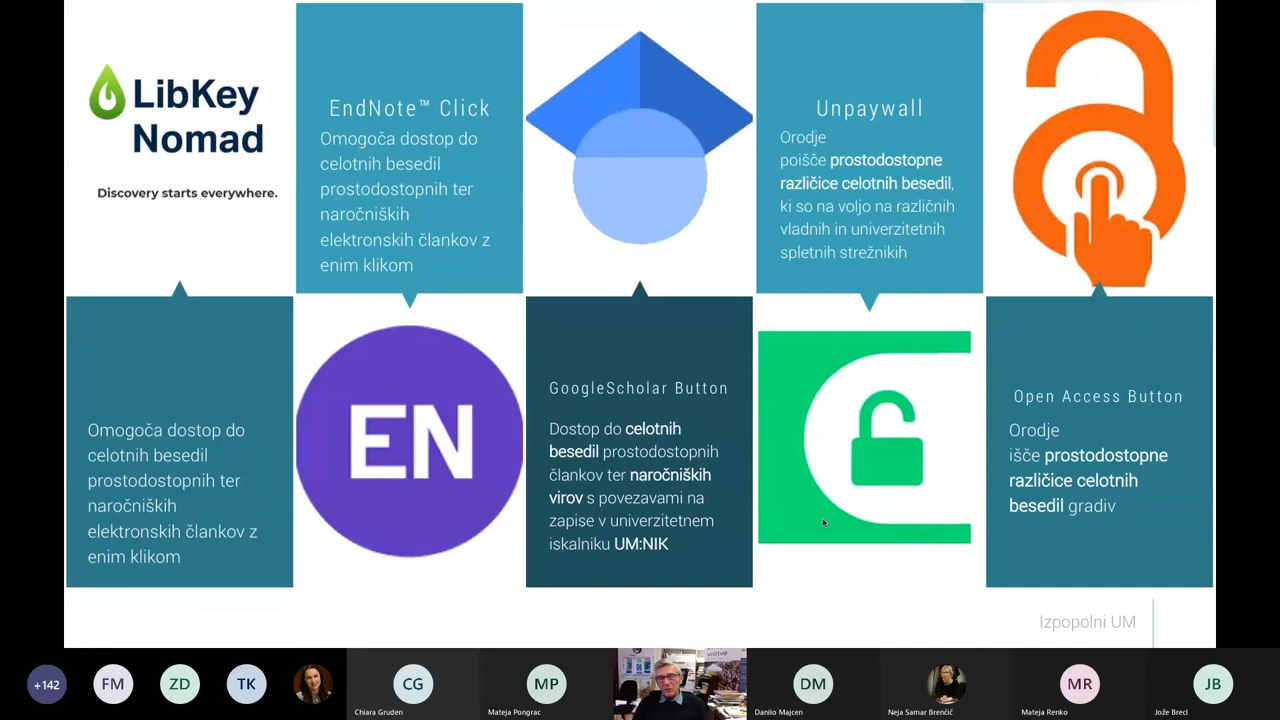 LibKey
Nomad
Discovery starts everywhere.
Omogoča dostop do
celotnih besedil
prostodostopnih ter
naročniških
elektronskih člankov z
enim klikom
EndNote™ Click
Omogoča dostop do
celotnih besedil
prostodostopnih ter
naročniških
elektronskih člankov z
enim klikom
EN
GoogleScholar Button
Dostop do celotnih
besedil prostodostopnih
člankov ter naročniških
virov s povezavami na
zapise v univerzitetnem
iskalniku UM:NIK
Unpaywall
Orodje
poišče prostodostopne
različice celotnih besedil,
ki so na voljo na različnih
vladnih in univerzitetnih
spletnih strežnikih
Open Access Button
Orodje
išče prostodostopne
različice celotnih
besedil gradiv
Izpopolni UM
+142
FM
ZD
TK
CG
Chiara Gruden
MP
Mateja Pongrac
volitve
DM
Danilo Majcen
Neja Samar Brenčič
MR
Mateja Renko
JB
Jože Brecl